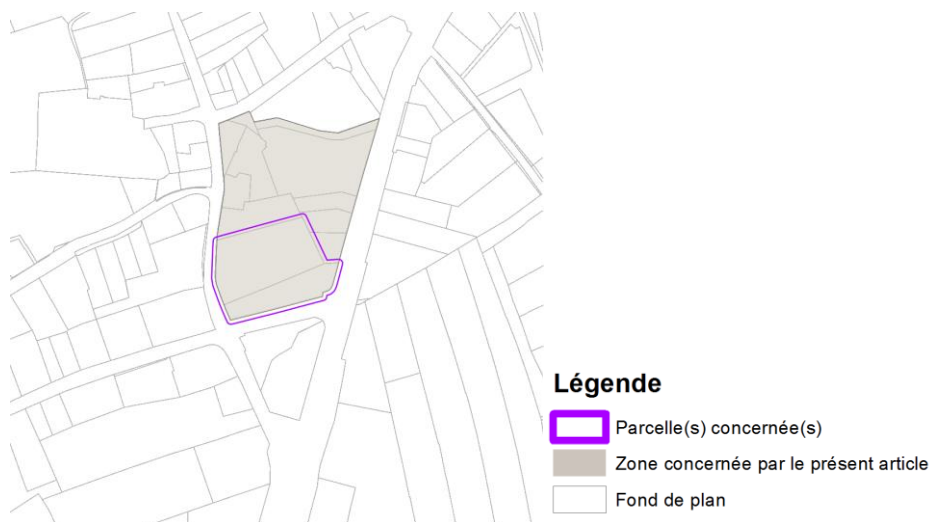 Légende
Parcelle(s) concernée(s)
Zone concernée par le présent article
Fond de plan